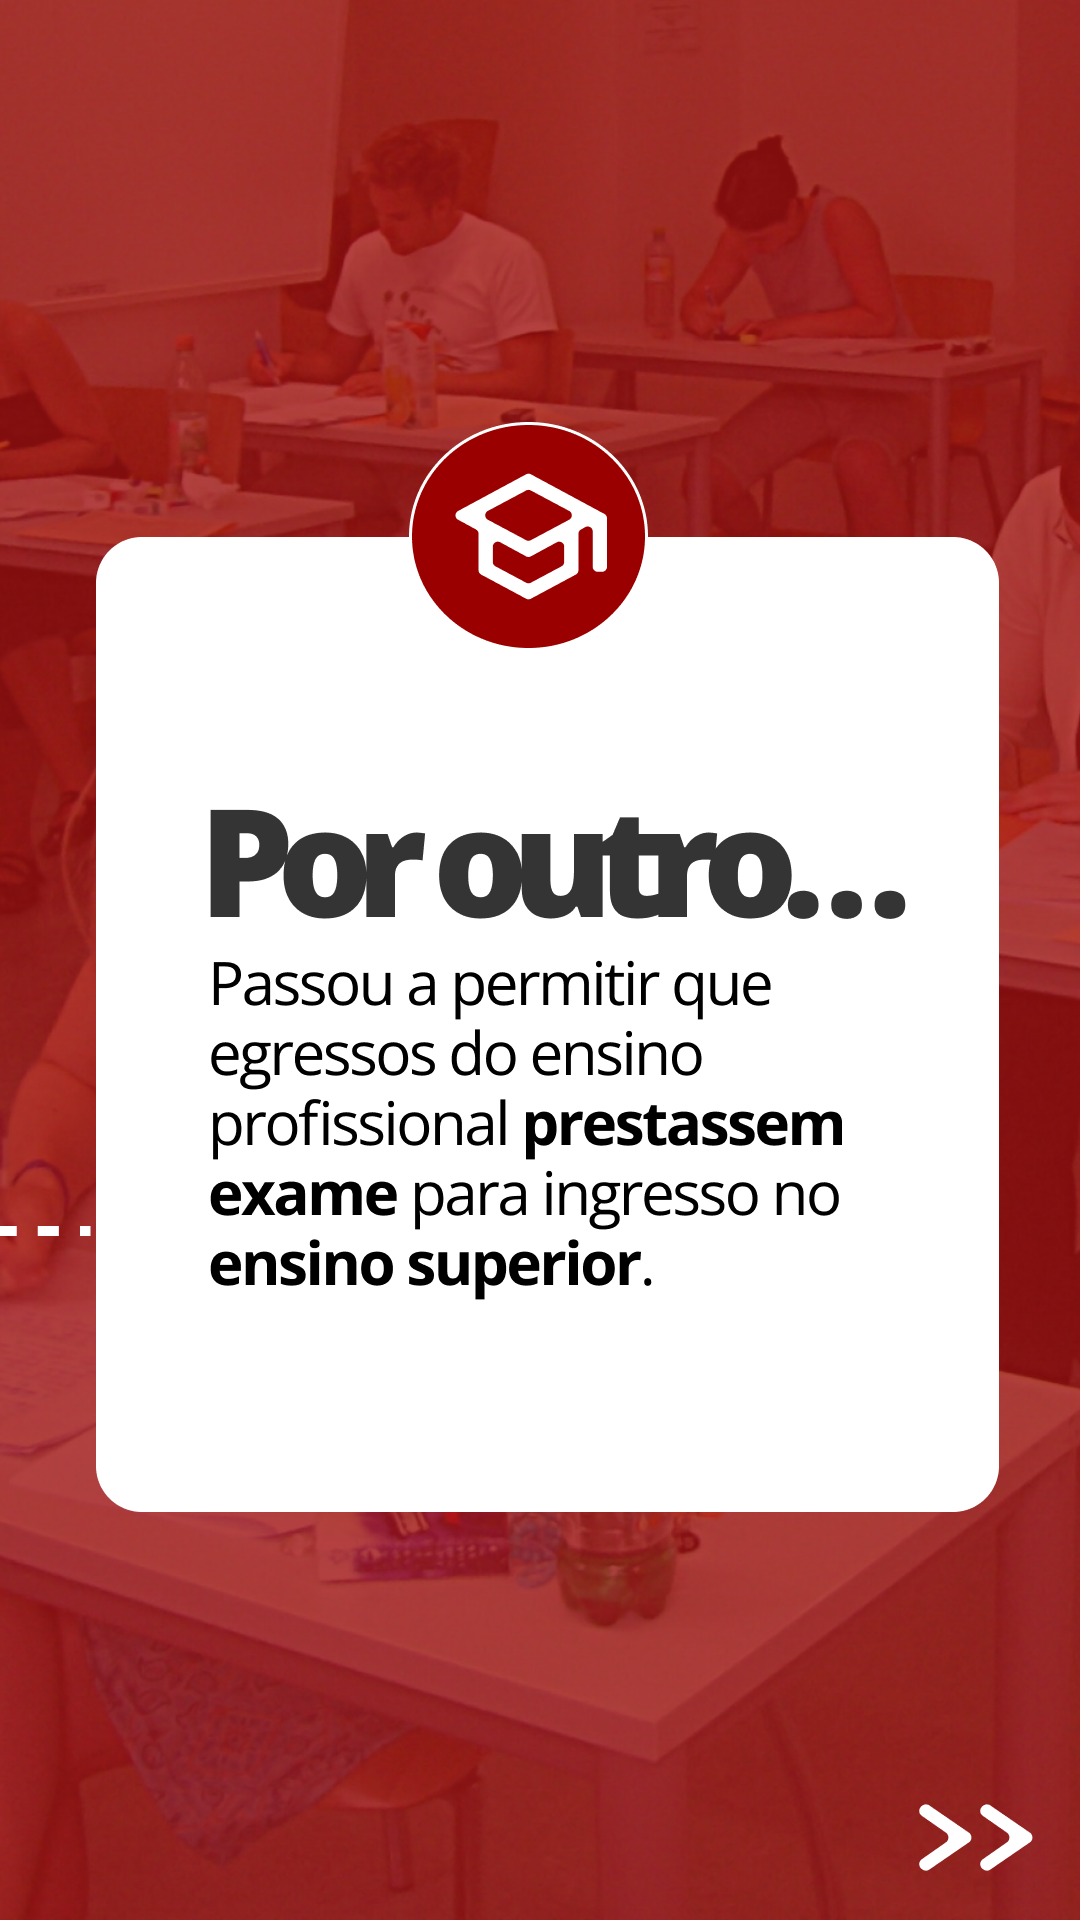 Por outro...
Passou a permitir que
egressos do ensino
profissional prestassem
exame para ingresso no
ensino superior.